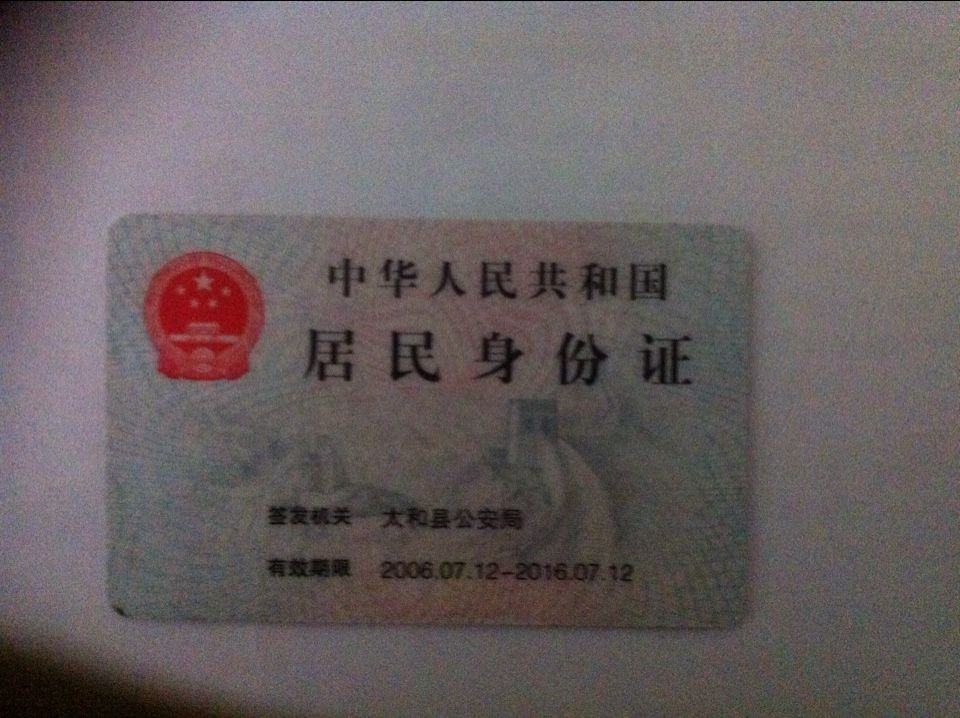 中华人民共和国
居民身份证
签发机关 太和县公安局
有效期限 2006.07.12-2016.07.12